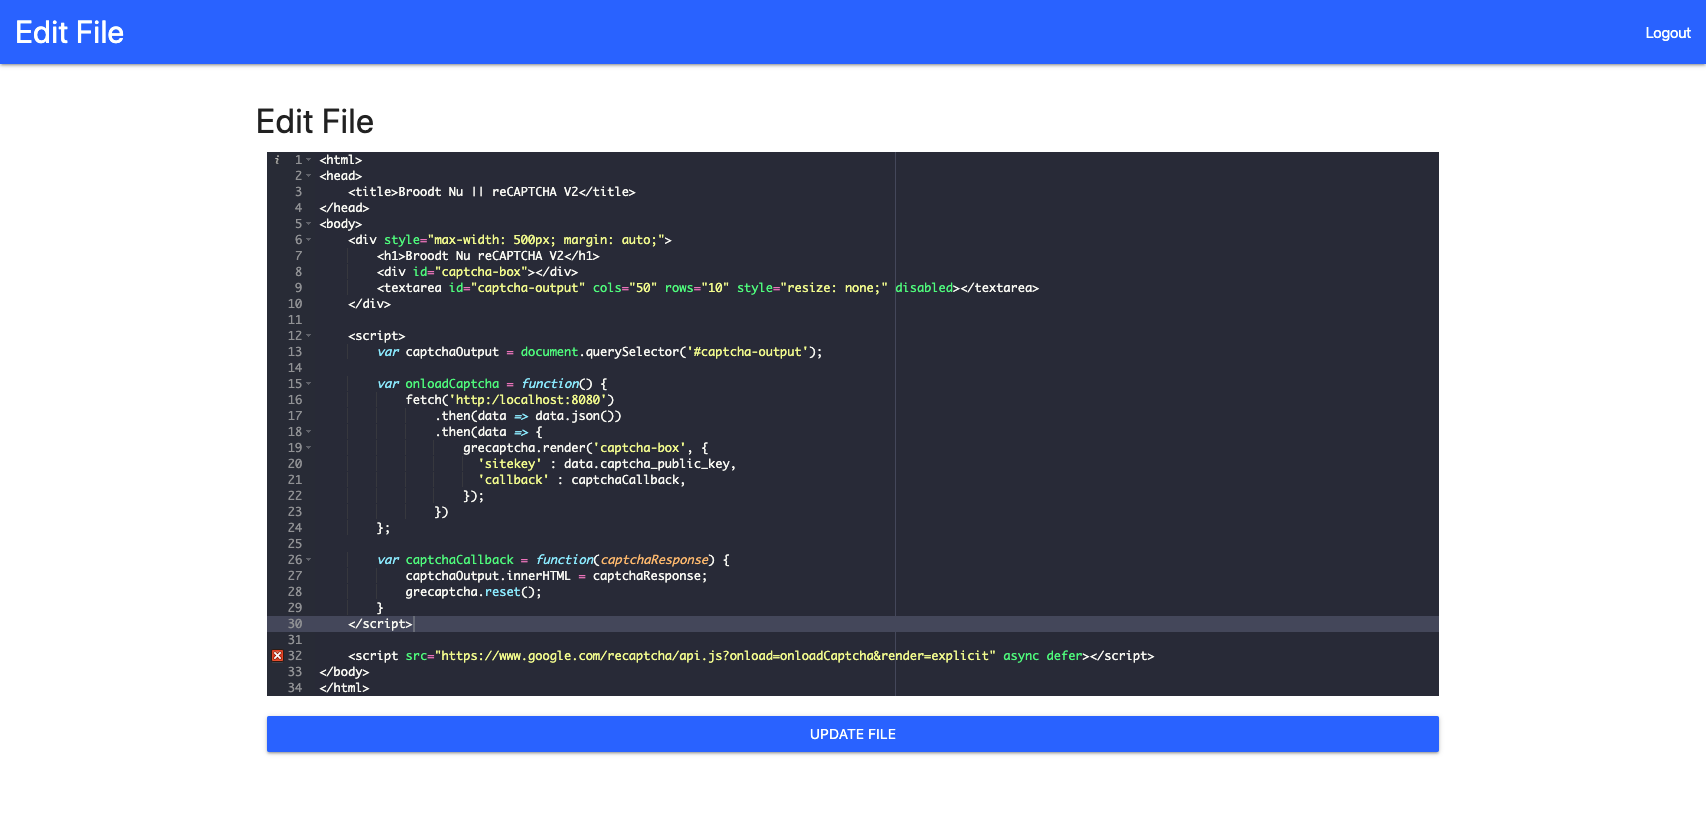 Edit File
Logout
Edit File
i 1 <html>
2 <head>
3     <title>Broodt Nu || reCAPTCHA V2</title>
4 </head>
5 <body>
6     <div style="max-width: 500px; margin: auto;">
7         <h1>Broodt Nu reCAPTCHA V2</h1>
8         <div id="captcha-box"></div>
9         <textarea id="captcha-output" cols="50" rows="10" style="resize: none;" disabled></textarea>
10     </div>
11
12     <script>
13         var captchaOutput = document.querySelector('#captcha-output');
14
15         var onloadCaptcha = function() {
16             fetch('http:/localhost:8080')
17                 .then(data => data.json())
18                 .then(data => {
19                     grecaptcha.render('captcha-box', {
20                       'sitekey' : data.captcha_public_key,
21                       'callback' : captchaCallback,
22                     });
23                 })
24         };
25
26         var captchaCallback = function(captchaResponse) {
27             captchaOutput.innerHTML = captchaResponse;
28             grecaptcha.reset();
29         }
30     </script>
31
32     <script src="https://www.google.com/recaptcha/api.js?onload=onloadCaptcha&render=explicit" async defer></script>
33 </body>
34 </html>
UPDATE FILE